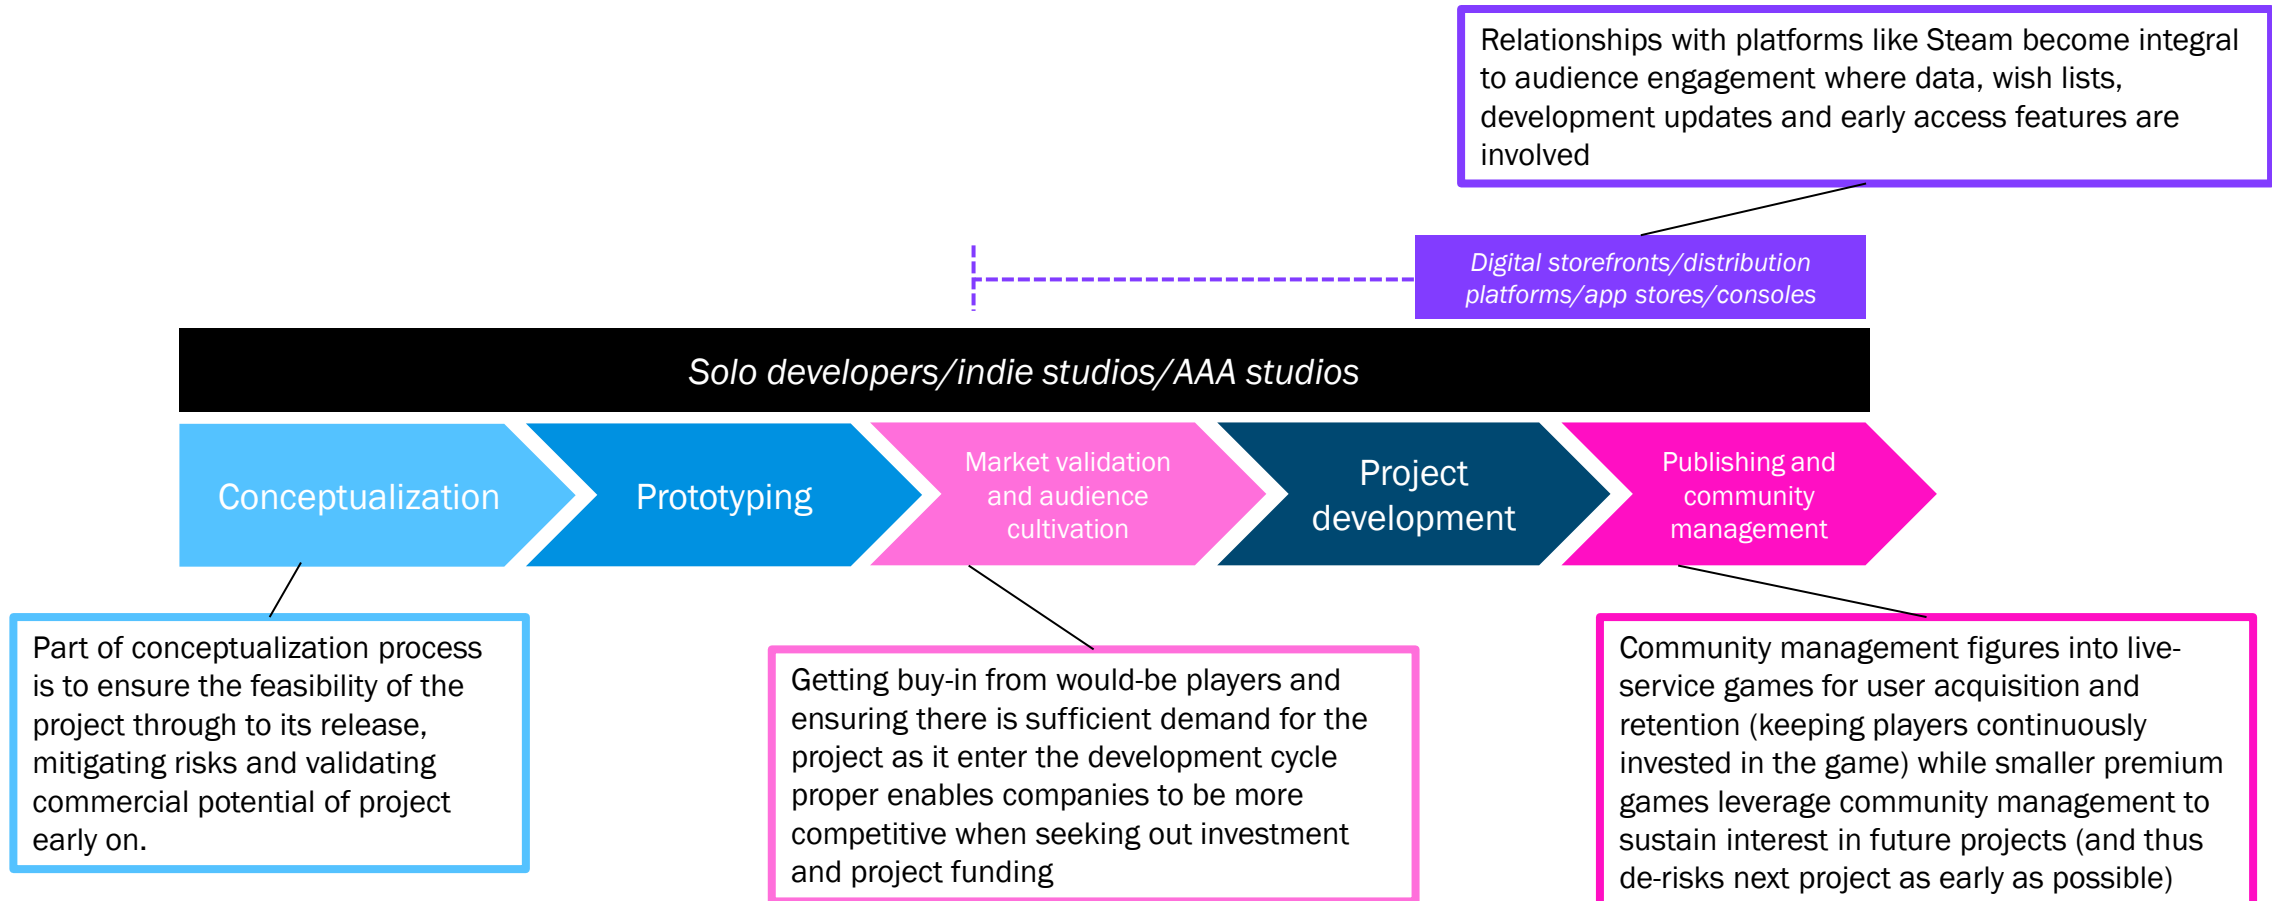 Relationships with platforms like Steam become integral
to audience engagement where data, wish lists,
development updates and early access features are
involved
Digital storefronts/distribution
platforms/app stores/consoles
Solo developers/indie studios/AAA studios
Conceptualization
Prototyping
Market validation
and audience
cultivation
Project
development
Publishing and
community
management
Part of conceptualization process
is to ensure the feasibility of the
project through to its release,
mitigating risks and validating
commercial potential of project
early on.
Getting buy-in from would-be players and
ensuring there is sufficient demand for the
project as it enter the development cycle
proper enables companies to be more
competitive when seeking out investment
and project funding
Community management figures into live-
service games for user acquisition and
retention (keeping players continuously
invested in the game) while smaller premium
games leverage community management to
sustain interest in future projects (and thus
de-risks next project as early as possible)